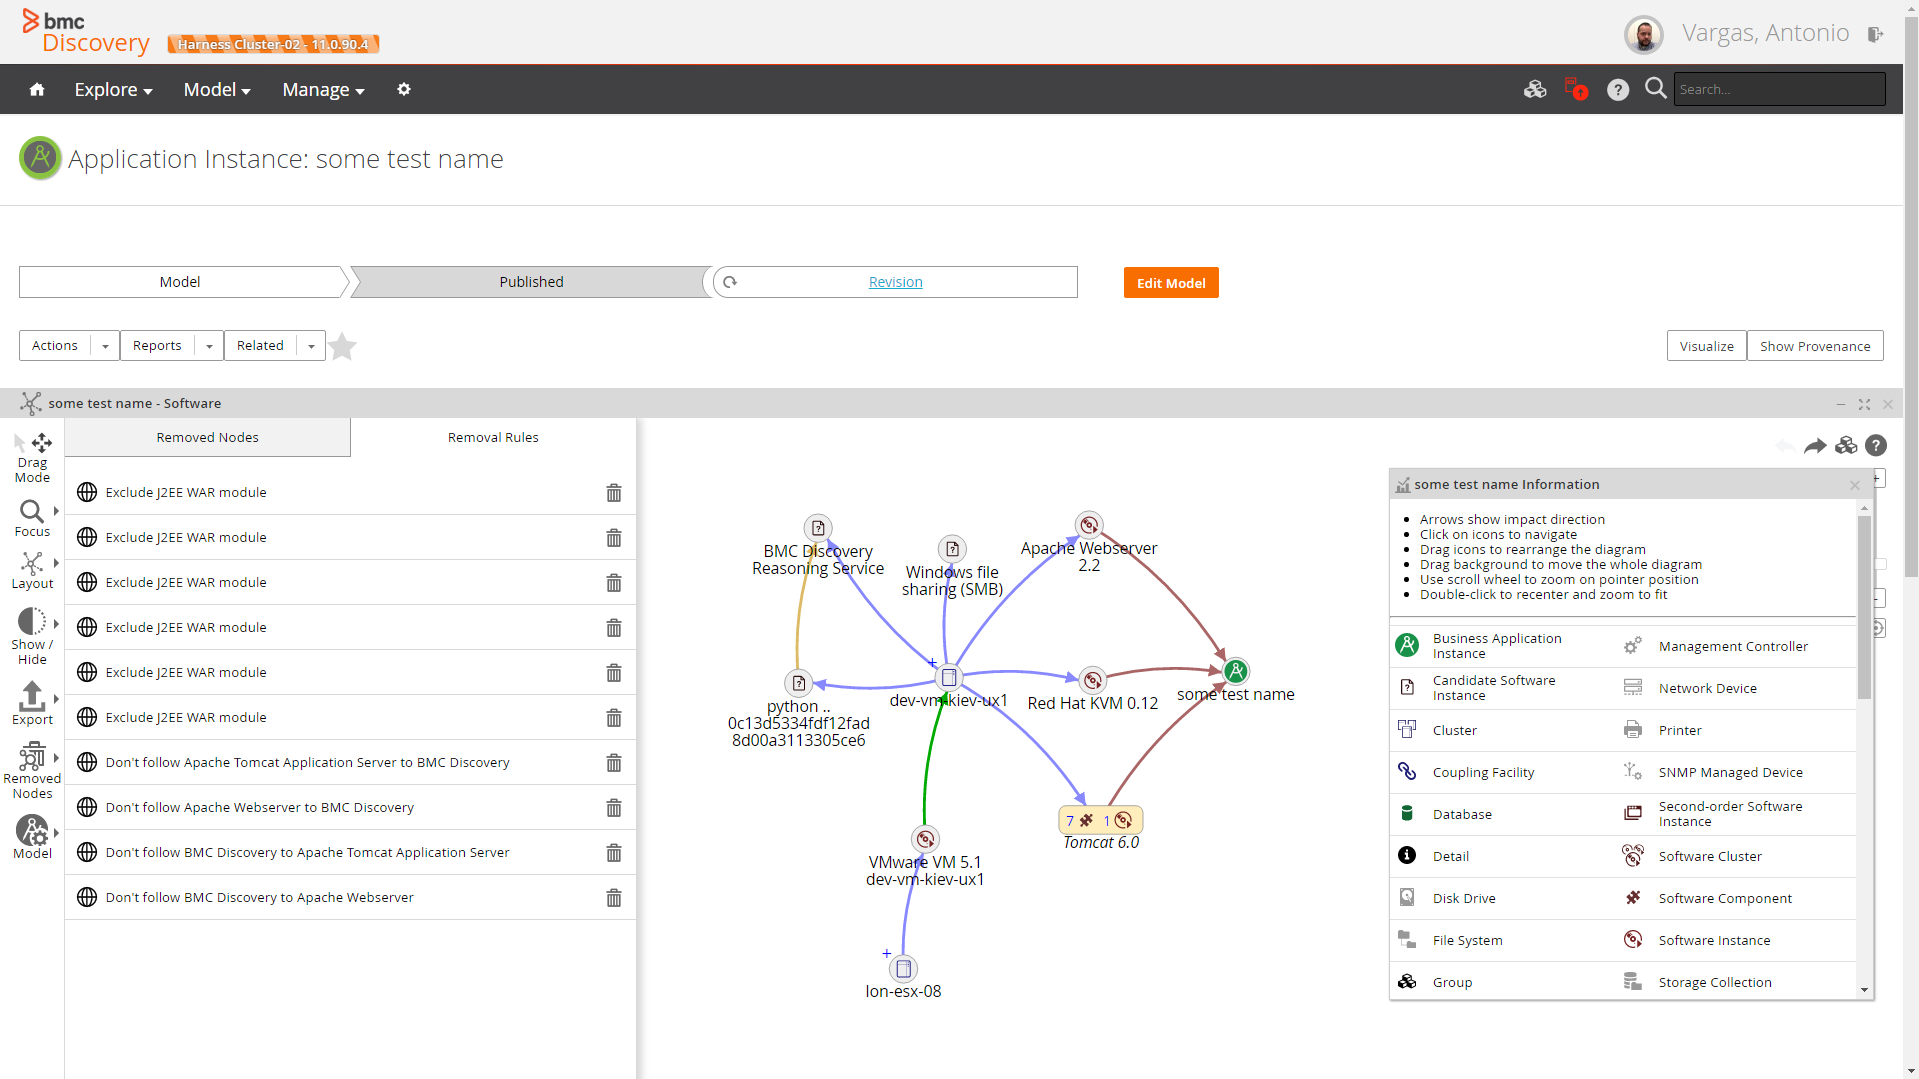 bmc
Discovery
Harness Cluster-02 - 11.0.90.4
Vargas, Antonio
Explore
Model
Manage
?
Search...
Application Instance: some test name
Model
Published
Revision
Edit Model
Actions
Reports
Related
Visualize
Show Provenance
some test name - Software
Drag
Mode
Focus
Layout
Show /
Hide
Export
Removed
Nodes
Model
Removed Nodes
Removal Rules
Exclude J2EE WAR module
Exclude J2EE WAR module
Exclude J2EE WAR module
Exclude J2EE WAR module
Exclude J2EE WAR module
Exclude J2EE WAR module
Don't follow Apache Tomcat Application Server to BMC Discovery
Don't follow Apache Webserver to BMC Discovery
Don't follow BMC Discovery to Apache Tomcat Application Server
Don't follow BMC Discovery to Apache Webserver
BMC Discovery
Reasoning Service
Windows file
sharing (SMB)
Apache Webserver
2.2
python ..
0c13d5334fdf12fad
8d00a3113305ce6
+
dev-vm-kiev-ux1
Red Hat KVM 0.12
some test name
7 1
Tomcat 6.0
VMware VM 5.1
dev-vm-kiev-ux1
+
lon-esx-08
?
some test name Information
Arrows show impact direction
Click on icons to navigate
Drag icons to rearrange the diagram
Drag background to move the whole diagram
Use scroll wheel to zoom on pointer position
Double-click to recenter and zoom to fit
Business Application
Instance
Management Controller
Candidate Software
Instance
Network Device
Cluster
Printer
Coupling Facility
SNMP Managed Device
Database
Second-order Software
Instance
Detail
Software Cluster
Disk Drive
Software Component
File System
Software Instance
Group
Storage Collection